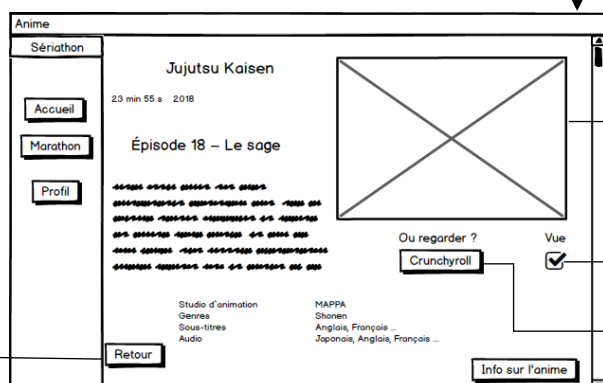 Anime
Sériathon
Accueil
Marathon
Profil
Jujutsu Kaisen
23 min 55 s 2018
Épisode 18 – Le sage
Ou regarder ?
Vue
Crunchyroll
Studio d'animation MAPPA
Genres Shonen
Sous-titres Anglais, Français ...
Audio Japonais, Anglais, Français ...
Retour
Info sur l'anime